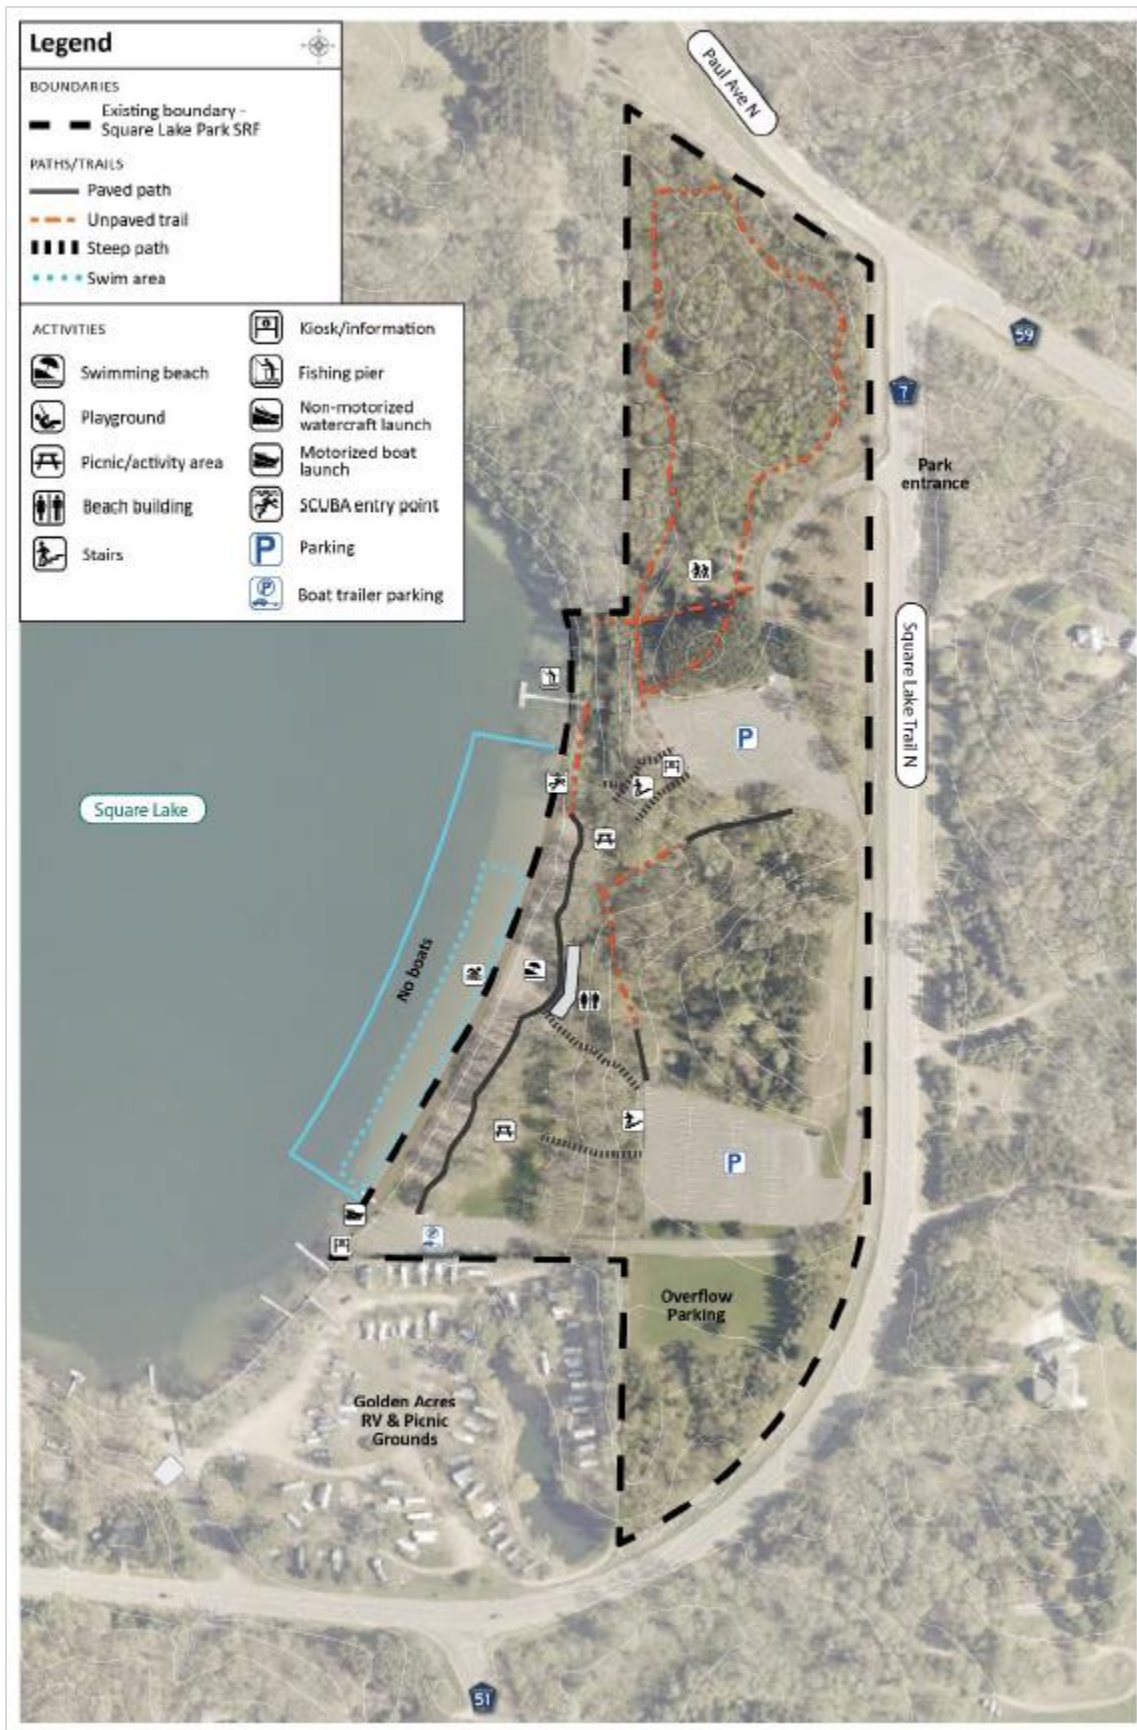 Legend
BOUNDARIES
Existing boundary -
Square Lake Park SRF
PATHS/TRAILS
Paved path
Unpaved trail
Steep path
Swim area
ACTIVITIES
Swimming beach
Playground
Picnic/activity area
Beach building
Stairs
Kiosk/information
Fishing pier
Non-motorized
watercraft launch
Motorized boat
launch
SCUBA entry point
P
Parking
P
Boat trailer parking
Paul Ave N
59
7
Park
entrance
Square Lake Trail N
P
Square Lake
No boats
P
Overflow
Parking
Golden Acres
RV & Picnic
Grounds
51